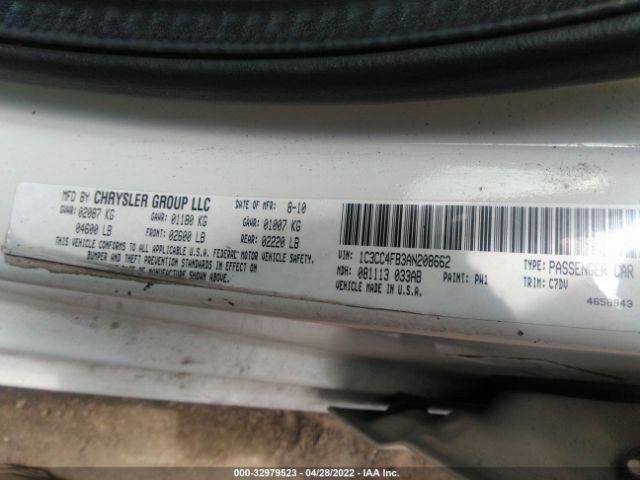 MFD BY CHRYSLER GROUP LLC
DATE OF MFR: 8-10
GVWR: 02087 KG
04600 LB
GAWR: 01180 KG
FRONT: 02600 LB
GAWR: 01007 KG
REAR: 02220 LB
THIS VEHICLE CONFORMS TO ALL APPLICABLE U.S.A. FEDERAL MOTOR VEHICLE SAFETY,
BUMPER AND THEFT PREVENTION STANDARDS IN EFFECT
ON THE DATE OF MANUFACTURE SHOWN ABOVE.
VIN: 1C3CC4FB3AN208662
TYPE: PASSENGER CAR
MDH: 081113 033AB
PAINT: PW1
TRIM: C7DV
VEHICLE MADE IN U.S.A.
4658843
000-32979523 - 04/28/2022 - IAA Inc.